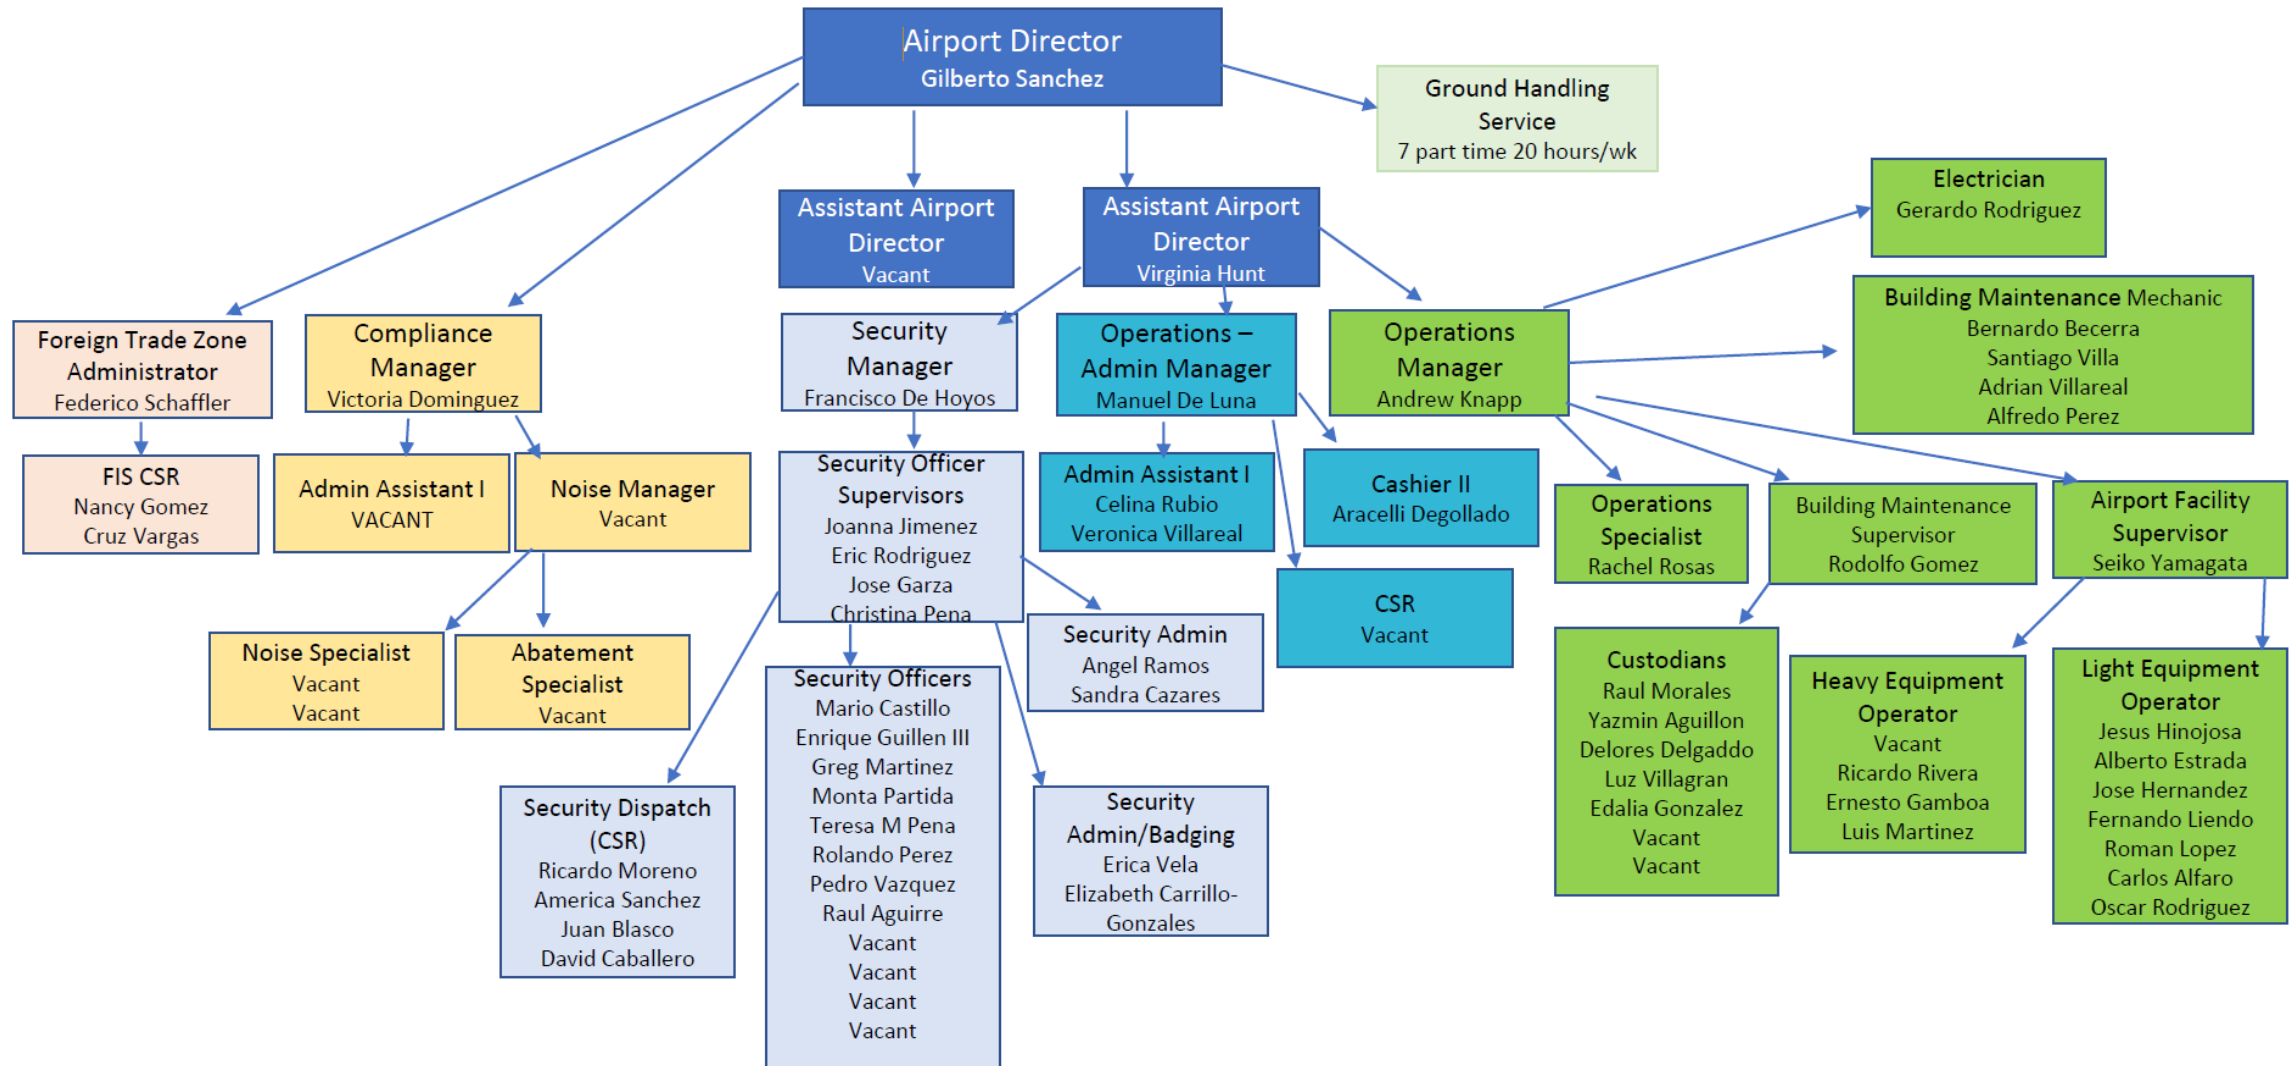 Airport Director
Gilberto Sanchez
Ground Handling
Service
7 part time 20 hours/wk
Electrician
Gerardo Rodriguez
Assistant Airport
Director
Vacant
Assistant Airport
Director
Virginia Hunt
Building Maintenance Mechanic
Bernardo Becerra
Santiago Villa
Adrian Villareal
Alfredo Perez
Foreign Trade Zone
Administrator
Federico Schaffler
Compliance
Manager
Victoria Dominguez
Security
Manager
Francisco De Hoyos
Operations –
Admin Manager
Manuel De Luna
Operations
Manager
Andrew Knapp
FIS CSR
Nancy Gomez
Cruz Vargas
Admin Assistant I
VACANT
Noise Manager
Vacant
Security Officer
Supervisors
Joanna Jimenez
Eric Rodriguez
Jose Garza
Christina Pena
Admin Assistant I
Celina Rubio
Veronica Villareal
Cashier II
Aracelli Degollado
Operations
Specialist
Rachel Rosas
Building Maintenance
Supervisor
Rodolfo Gomez
Airport Facility
Supervisor
Seiko Yamagata
CSR
Vacant
Noise Specialist
Vacant
Vacant
Abatement
Specialist
Vacant
Security Admin
Angel Ramos
Sandra Cazares
Security Officers
Mario Castillo
Enrique Guillen III
Greg Martinez
Monta Partida
Teresa M Pena
Rolando Perez
Pedro Vazquez
Raul Aguirre
Vacant
Vacant
Vacant
Vacant
Security Dispatch
(CSR)
Ricardo Moreno
America Sanchez
Juan Blasco
David Caballero
Security
Admin/Badging
Erica Vela
Elizabeth Carrillo-
Gonzales
Custodians
Raul Morales
Yazmin Aguillon
Delores Delgaddo
Luz Villagran
Edalia Gonzalez
Vacant
Vacant
Heavy Equipment
Operator
Vacant
Ricardo Rivera
Ernesto Gamboa
Luis Martinez
Light Equipment
Operator
Jesus Hinojosa
Alberto Estrada
Jose Hernandez
Fernando Liendo
Roman Lopez
Carlos Alfaro
Oscar Rodriguez